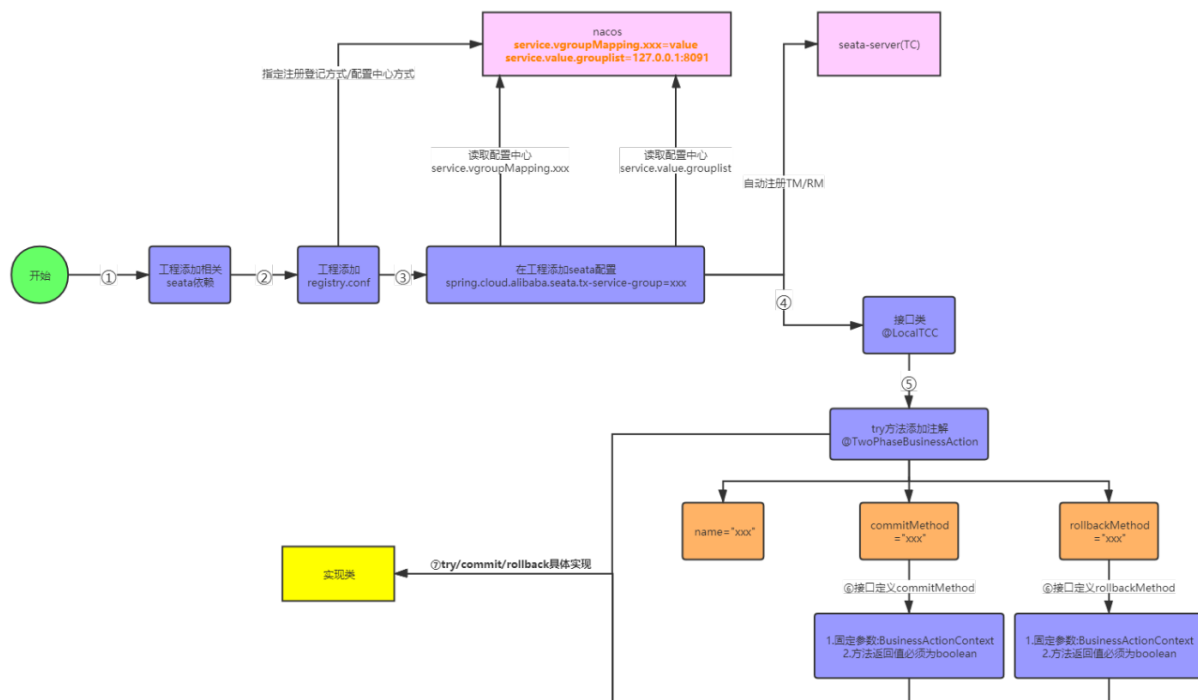 nacos
service.vgroupMapping.xxx=value
service.value.grouplist=127.0.0.1:8091
seata-server(TC)
指定注册登记方式/配置中心方式
读取配置中心
service.vgroupMapping.xxx
读取配置中心
service.value.grouplist
自动注册TM/RM
开始
①
工程添加相关
seata依赖
②
工程添加
registry.conf
③
在工程添加seata配置
spring.cloud.alibaba.seata.tx-service-group=xxx
④
接口类
@LocalTCC
⑤
try方法添加注解
@TwoPhaseBusinessAction
name="xxx"
commitMethod
="xxx"
rollbackMethod
="xxx"
⑦try/commit/rollback具体实现
实现类
⑥接口定义commitMethod
⑥接口定义rollbackMethod
1.固定参数:BusinessActionContext
2.方法返回值必须为boolean
1.固定参数:BusinessActionContext
2.方法返回值必须为boolean